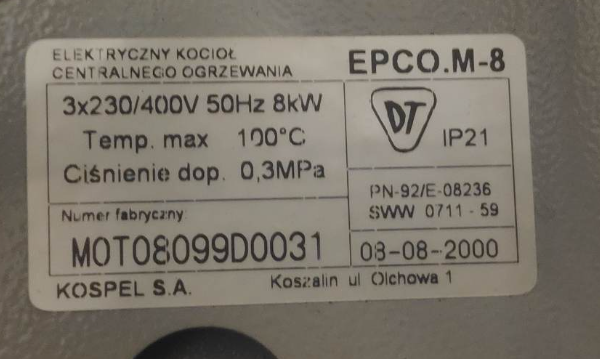 ELEKTRYCZNY KOCIOŁ
CENTRALNEGO OGRZEWANIA
EPCO.M-8
3x230/400V 50Hz 8kW
Temp. max 100°C
Ciśnienie dop. 0,3MPa
DT
IP21
PN-92/E-08236
SWW 0711-59
Numer fabryczny
M0T08099D0031
08-08-2000
KOSPEL S.A.
Koszalin ul Olchowa 1